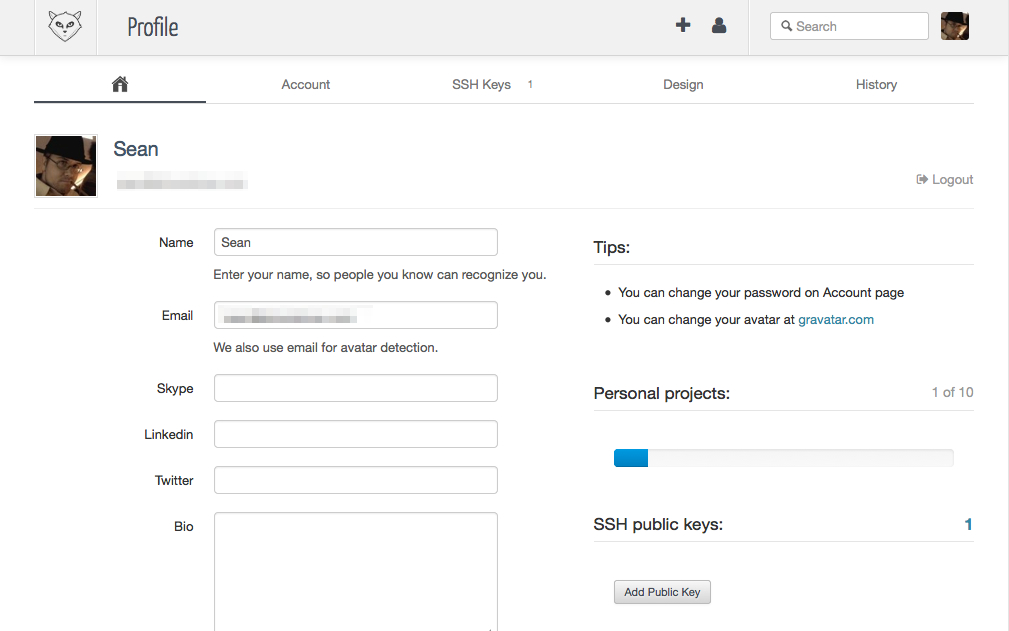 Profile
Search
Account
SSH Keys 1
Design
History
Sean
Logout
Name
Sean
Enter your name, so people you know can recognize you.
Email
We also use email for avatar detection.
Skype
Linkedin
Twitter
Bio
Tips:
You can change your password on Account page
You can change your avatar at gravatar.com
Personal projects: 1 of 10
SSH public keys: 1
Add Public Key